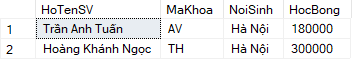 HoTenSV MaKhoa NoiSinh HocBong
1 Trần Anh Tuấn AV Hà Nội 180000
2 Hoàng Khánh Ngọc TH Hà Nội 300000